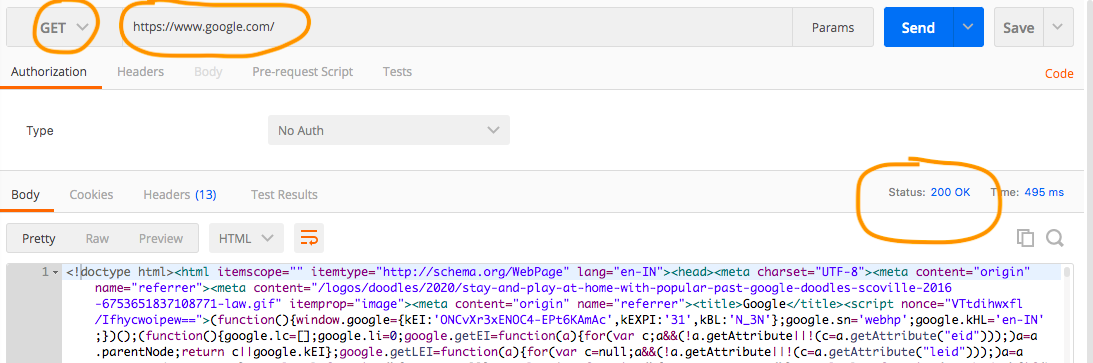 GET https://www.google.com/ Params Send Save
Authorization Headers Body Pre-request Script Tests Code
Type No Auth
Body Cookies Headers (13) Test Results Status: 200 OK Time: 495 ms
Pretty Raw Preview HTML
1 <!doctype html><html itemscope="" itemtype="http://schema.org/WebPage" lang="en-IN"><head><meta charset="UTF-8"><meta content="origin"
name="referrer"><meta content="/logos/doodles/2020/stay-and-play-at-home-with-popular-past-google-doodles-scoville-2016
-6753651837108771-law.gif" itemprop="image"><meta content="origin" name="referrer"><title>Google</title><script nonce="VTtdihwxfl
/Ifhycwoipew==">(function(){window.google={kEI:'ONCvXr3xENOC4-EPt6KAmAc',kEXPI:'31',kBL:'N_3N'};google.sn='webhp';google.kHL='en-IN'
;})();(function(){google.lc=[];google.li=0;google.getEI=function(a){for(var c;a&&(!a.getAttribute||!(c=a.getAttribute("eid")));)a=a
.parentNode;return c||google.kEI};google.getLEI=function(a){for(var c=null;a&&(!a.getAttribute||!(c=a.getAttribute("leid")));)a=a